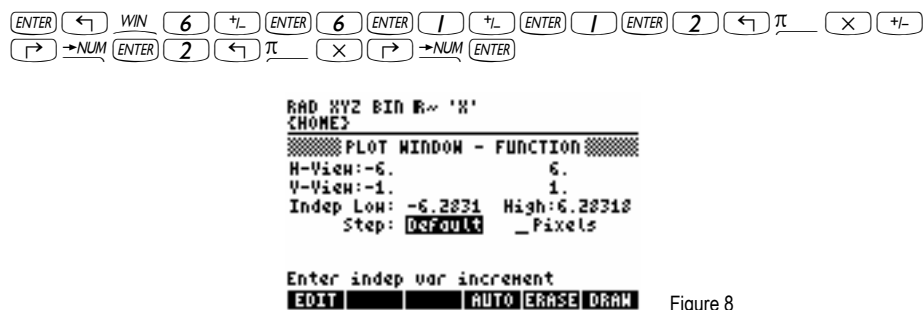 ENTER ↰ WIN 6 +/– ENTER 6 ENTER 1 +/– ENTER 1 ENTER 2 ↰ π × +/–
↱ →NUM ENTER 2 ↰ π × ↱ →NUM ENTER
RAD XYZ BIN R~ 'X'
{HOME}
PLOT WINDOW - FUNCTION
H-View:-6. 6.
V-View:-1. 1.
Indep Low: -6.2831 High:6.28318
Step: Default _Pixels
Enter indep var increment
EDIT AUTO ERASE DRAW
Figure 8